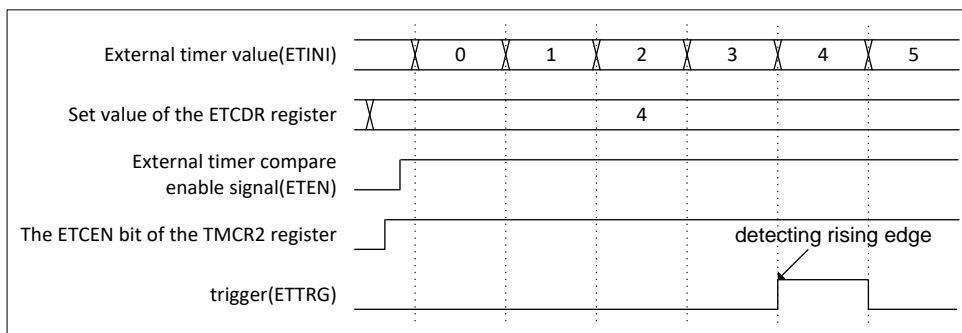 External timer value(ETINI)
0 1 2 3 4 5
Set value of the ETCDR register
4
External timer compare
enable signal(ETEN)
The ETCEN bit of the TMCR2 register
detecting rising edge
trigger(ETTRG)